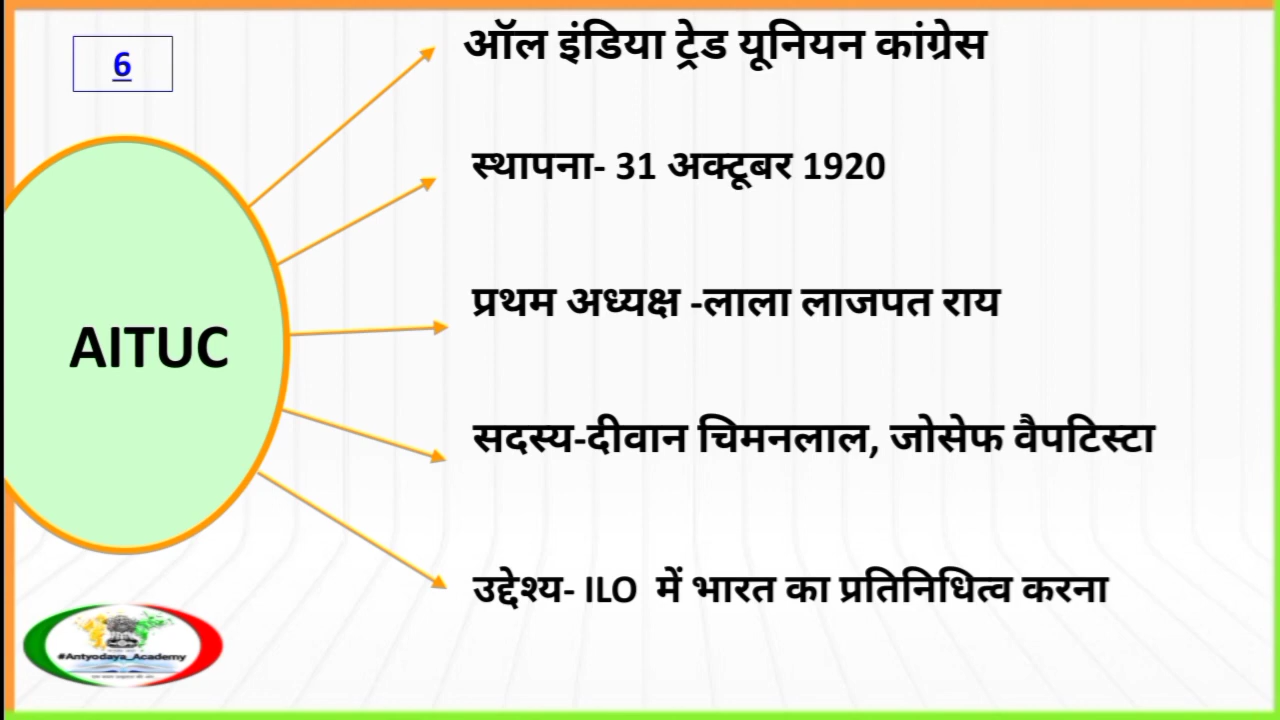 6
ऑल इंडिया ट्रेड यूनियन कांग्रेस
स्थापना- 31 अक्टूबर 1920
प्रथम अध्यक्ष -लाला लाजपत राय
AITUC
सदस्य-दीवान चिमनलाल, जोसेफ वैपटिस्टा
उद्देश्य- ILO में भारत का प्रतिनिधित्व करना
#Antyodaya_Academy